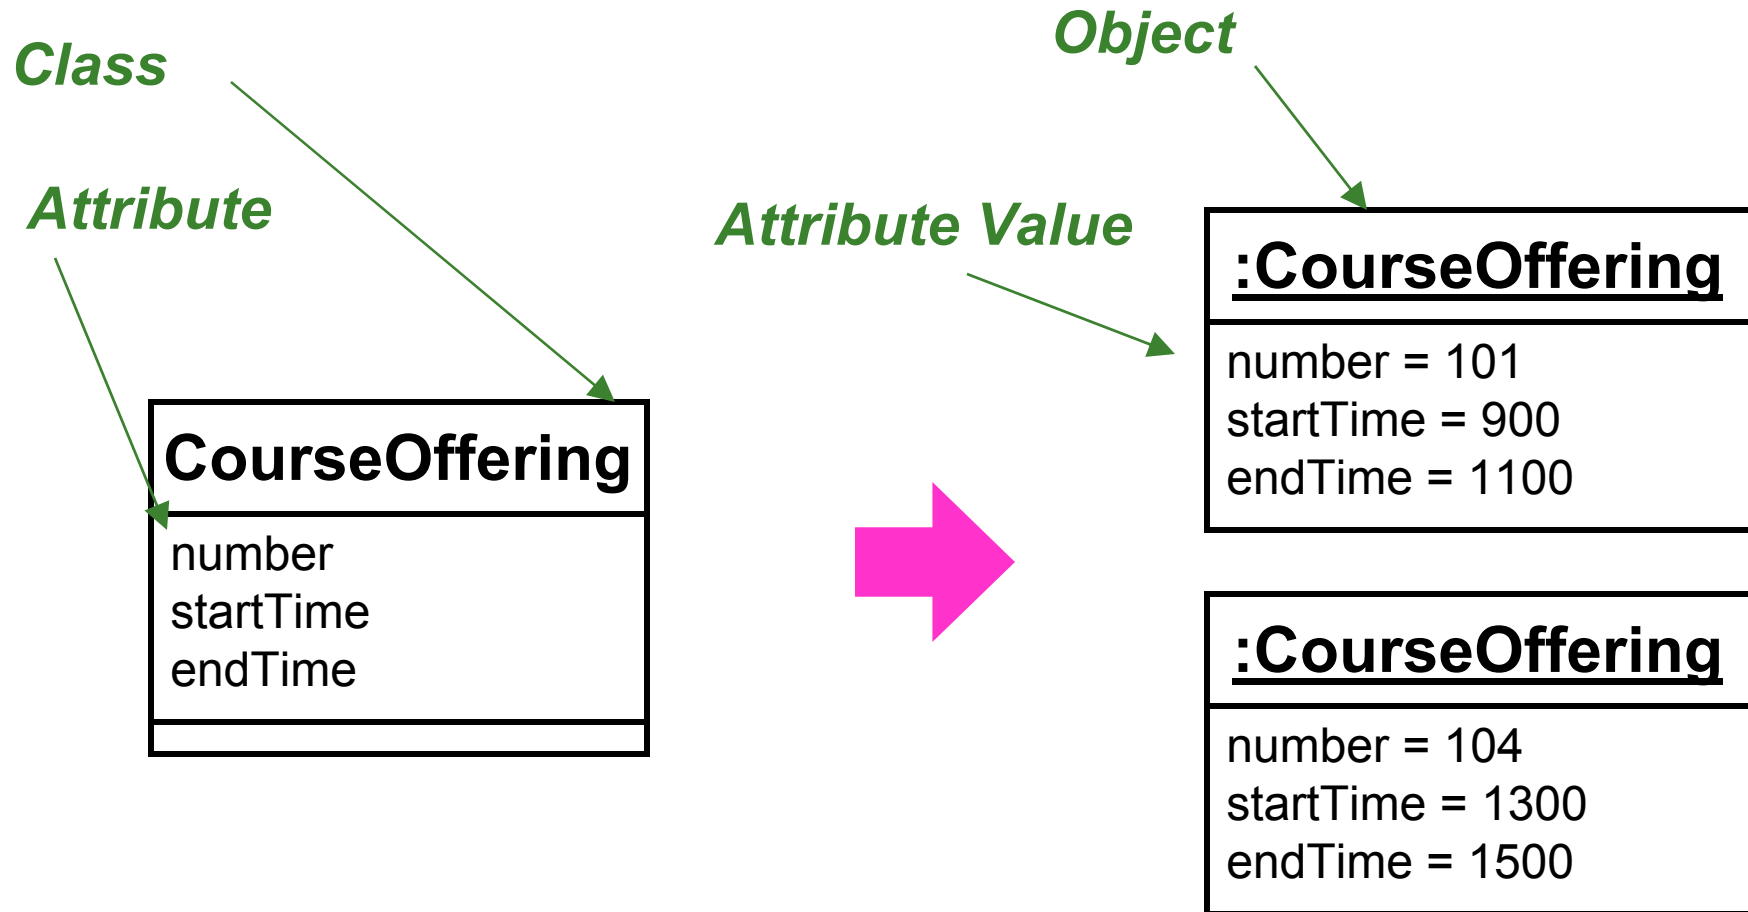 Class
Attribute
CourseOffering
number
startTime
endTime
Object
Attribute Value
:CourseOffering
number = 101
startTime = 900
endTime = 1100
:CourseOffering
number = 104
startTime = 1300
endTime = 1500